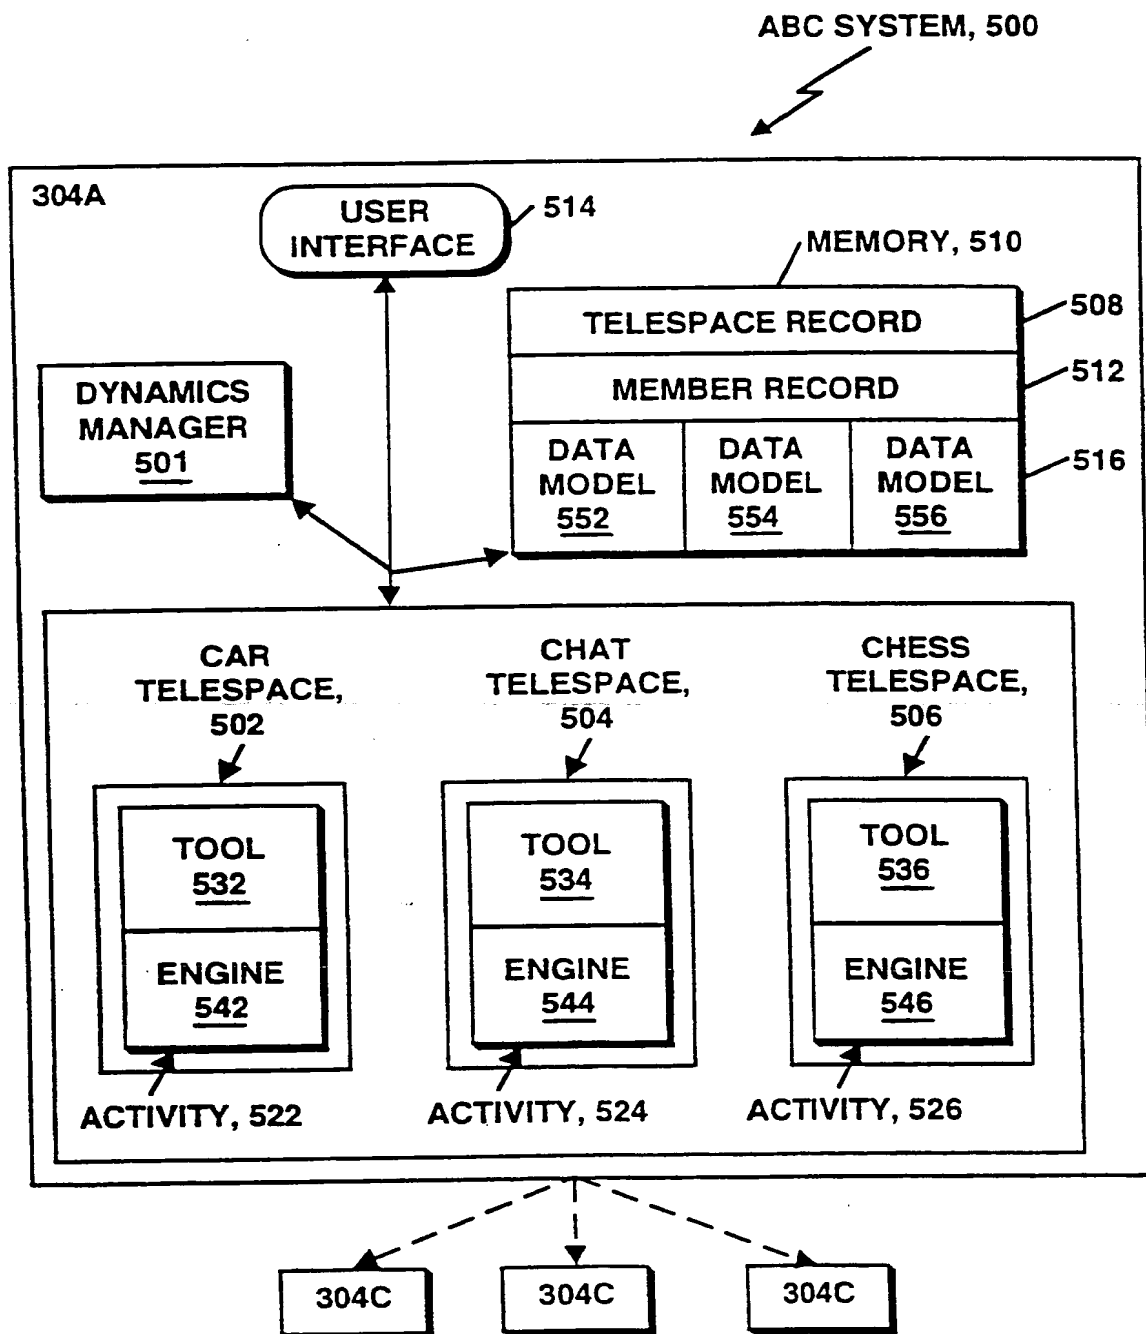 ABC SYSTEM, 500
304A
USER
INTERFACE
514
MEMORY, 510
TELESPACE RECORD
508
MEMBER RECORD
512
DYNAMICS
MANAGER
501
DATA
MODEL
552
DATA
MODEL
554
DATA
MODEL
556
516
CAR
TELESPACE,
502
CHAT
TELESPACE,
504
CHESS
TELESPACE,
506
TOOL
532
TOOL
534
TOOL
536
ENGINE
542
ENGINE
544
ENGINE
546
ACTIVITY, 522
ACTIVITY, 524
ACTIVITY, 526
304C
304C
304C